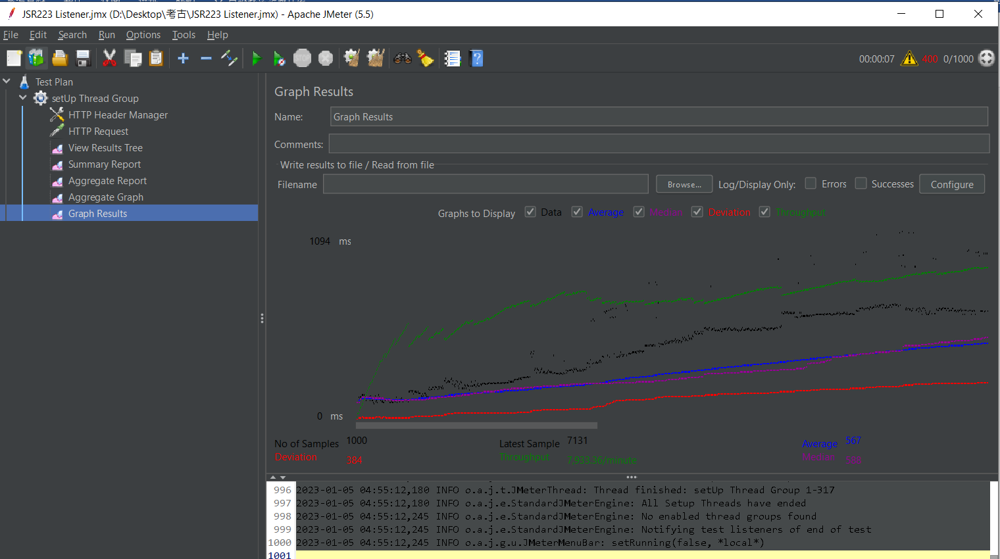 JSR223 Listener.jmx (D:\Desktop\考古\JSR223 Listener.jmx) - Apache JMeter (5.5)
File Edit Search Run Options Tools Help
STOP
00:00:07 400 0/1000
Test Plan
setUp Thread Group
HTTP Header Manager
HTTP Request
View Results Tree
Summary Report
Aggregate Report
Aggregate Graph
Graph Results
Graph Results
Name: Graph Results
Comments:
Write results to file / Read from file
Filename Browse... Log/Display Only: Errors Successes Configure
Graphs to Display Data Average Median Deviation Throughput
1094 ms
0 ms
No of Samples 1000 Latest Sample 7131 Average 567
Deviation 384 Throughput 7,933.36/minute Median
996 2023-01-05 04:55:12,180 INFO o.a.j.t.JMeterThread: Thread finished: setUp Thread Group 1-317
997 2023-01-05 04:55:12,180 INFO o.a.j.e.StandardJMeterEngine: All Setup Threads have ended
998 2023-01-05 04:55:12,245 INFO o.a.j.e.StandardJMeterEngine: No enabled thread groups found
999 2023-01-05 04:55:12,245 INFO o.a.j.e.StandardJMeterEngine: Notifying test listeners of end of test
1000 2023-01-05 04:55:12,245 INFO o.a.j.g.u.JMeterMenuBar: setRunning(false, *local*)
1001